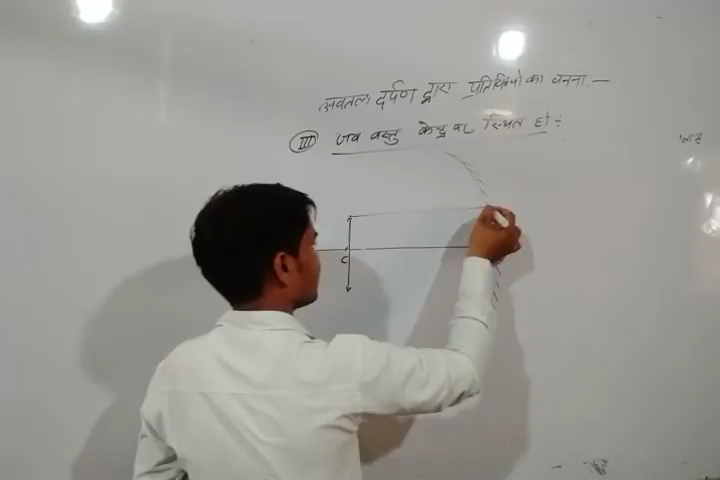 अवतल दर्पण द्वारा प्रतिबिम्बो का बनना :—
III जब वस्तु केन्द्र पर स्थित हो :
C